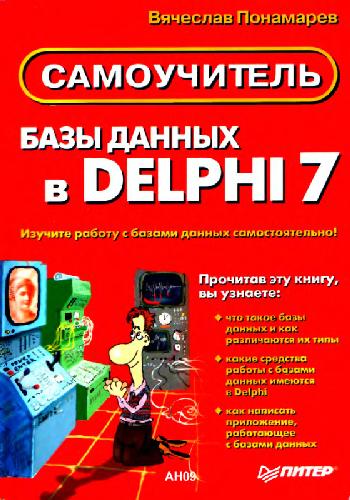 Вячеслав Понамарев
САМОУЧИТЕЛЬ
БАЗЫ ДАННЫХ
в DELPHI 7
Изучите работу с базами данных самостоятельно!
Прочитав эту книгу,
вы узнаете:
что такое базы
данных и как
различаются их типы
какие средства
работы с базами
данных имеются
в Delphi
как написать
приложение,
работающее
с базами данных
АН09
ПИТЕР